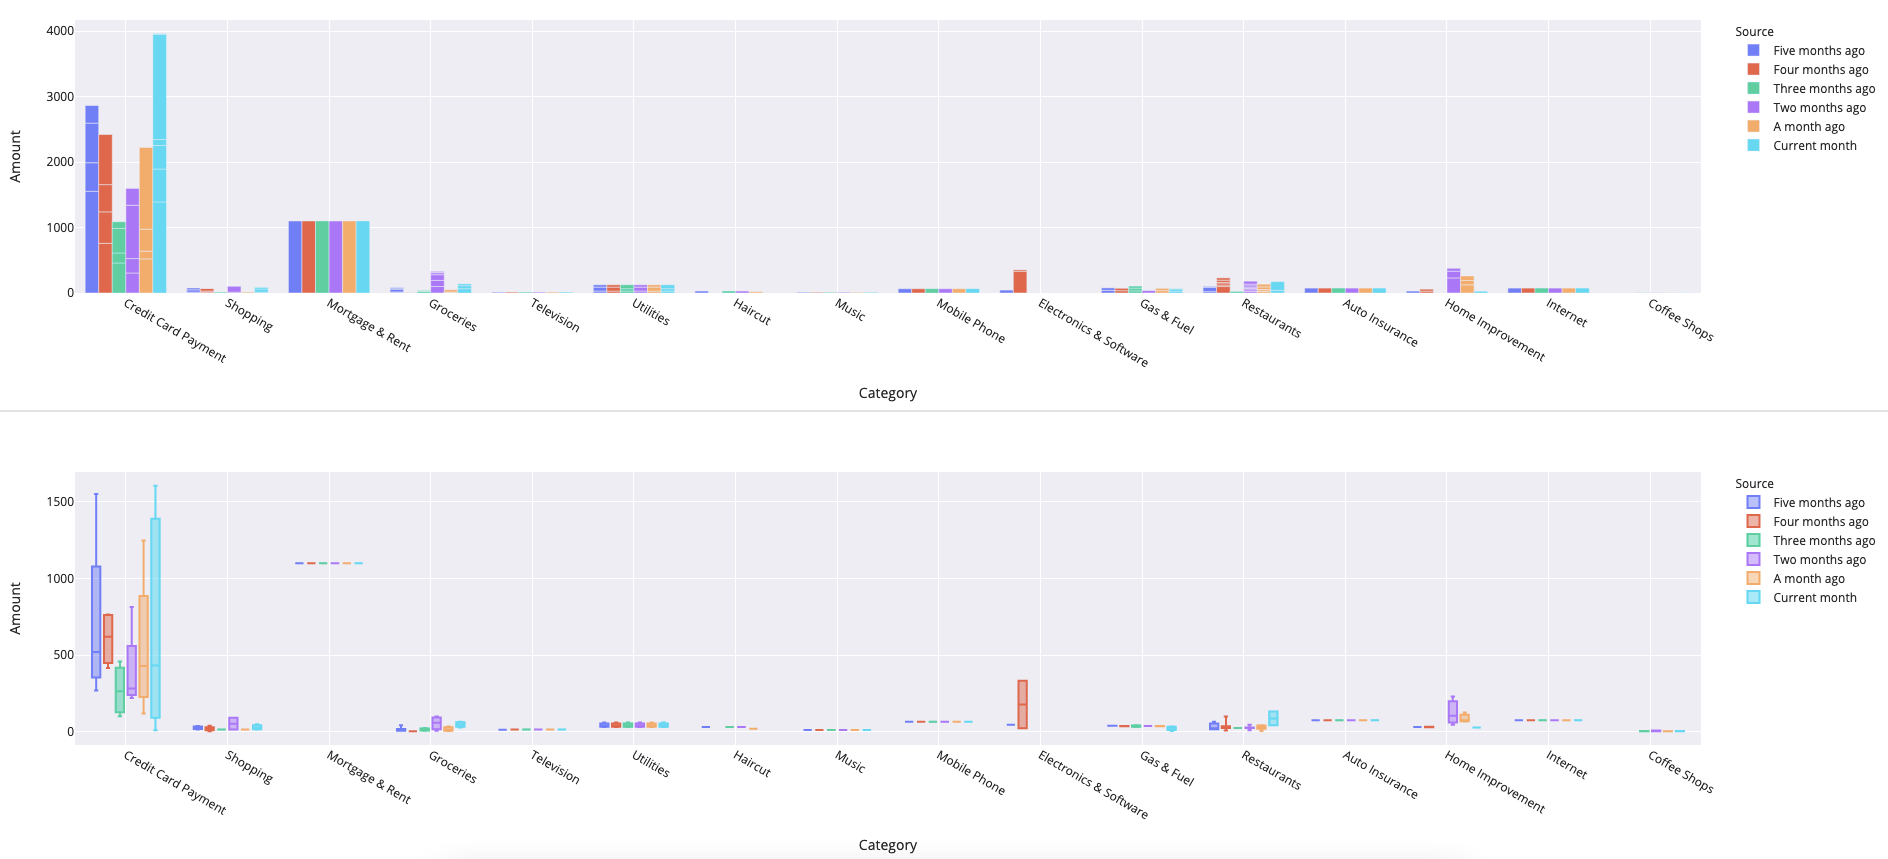 4000
3000
2000
1000
0
Amount
Credit Card Payment
Shopping
Mortgage & Rent
Groceries
Television
Utilities
Haircut
Music
Mobile Phone
Electronics & Software
Gas & Fuel
Restaurants
Auto Insurance
Home Improvement
Internet
Coffee Shops
Category
Source
Five months ago
Four months ago
Three months ago
Two months ago
A month ago
Current month
1500
1000
500
0
Amount
Credit Card Payment
Shopping
Mortgage & Rent
Groceries
Television
Utilities
Haircut
Music
Mobile Phone
Electronics & Software
Gas & Fuel
Restaurants
Auto Insurance
Home Improvement
Internet
Coffee Shops
Category
Source
Five months ago
Four months ago
Three months ago
Two months ago
A month ago
Current month